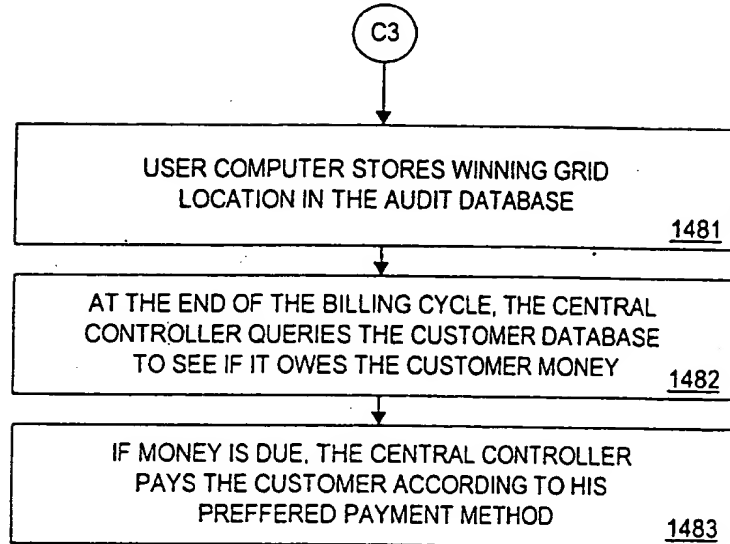 C3
USER COMPUTER STORES WINNING GRID
LOCATION IN THE AUDIT DATABASE
1481
AT THE END OF THE BILLING CYCLE, THE CENTRAL
CONTROLLER QUERIES THE CUSTOMER DATABASE
TO SEE IF IT OWES THE CUSTOMER MONEY
1482
IF MONEY IS DUE, THE CENTRAL CONTROLLER
PAYS THE CUSTOMER ACCORDING TO HIS
PREFFERED PAYMENT METHOD
1483